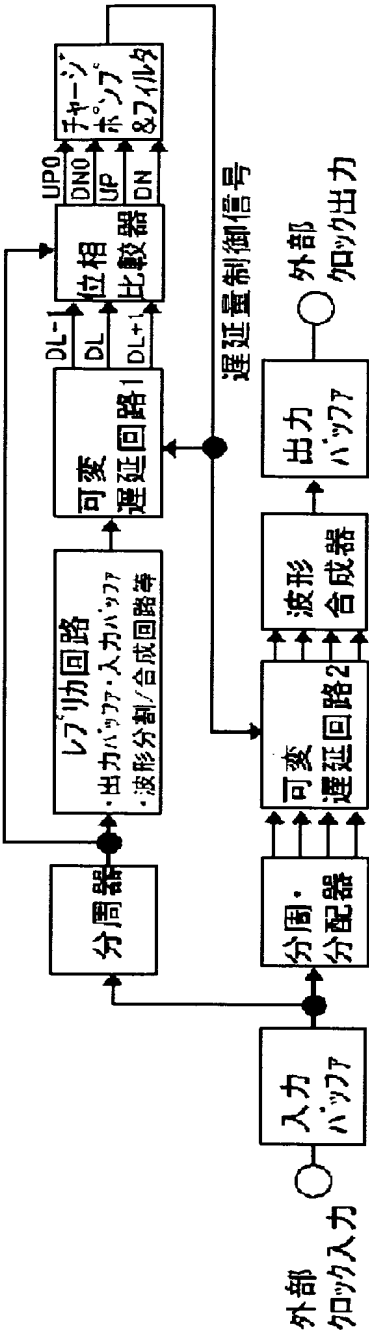 外部
クロック入力
入力
バッファ
分周器
レプリカ回路
・出力バッファ・入力バッファ
・波形分割/合成回路等
可変
遅延回路1
DL-1
DL
DL+1
位相
比較器
UP0
DN0
UP
DN
チャージ
ポンプ
&フィルタ
遅延量制御信号
分周・
分配器
可変
遅延回路2
波形
合成器
出力
バッファ
外部
クロック出力